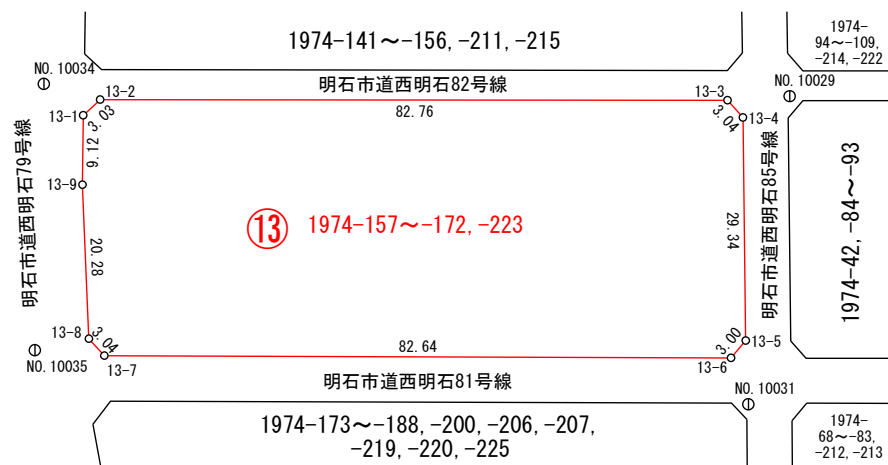 1974-141～-156, -211, -215
1974-
94～-109,
-214, -222
NO. 10034
明石市道西明石82号線
NO. 10029
13-2
13-3
13-1
3.03
82.76
3.04
13-4
明石市道西明石79号線
9.12
13-9
⑬
1974-157～-172, -223
29.34
明石市道西明石85号線
1974-42, -84～-93
20.28
13-8
3.04
82.64
3.00
13-5
NO. 10035
13-7
13-6
明石市道西明石81号線
NO. 10031
1974-173～-188, -200, -206, -207,
-219, -220, -225
1974-
68～-83,
-212, -213